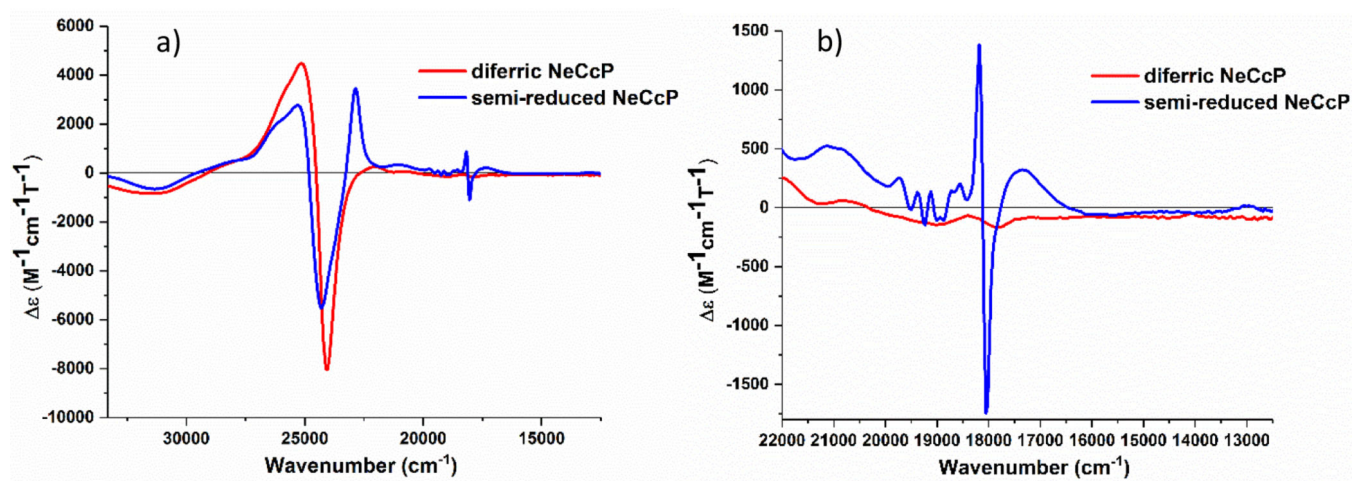 a)
6000
4000
2000
0
-2000
-4000
-6000
-8000
-10000
Δε (M⁻¹cm⁻¹T⁻¹)
diferric NeCcP
semi-reduced NeCcP
30000 25000 20000 15000
Wavenumber (cm⁻¹)
b)
1500
1000
500
0
-500
-1000
-1500
Δε (M⁻¹cm⁻¹T⁻¹)
diferric NeCcP
semi-reduced NeCcP
22000 21000 20000 19000 18000 17000 16000 15000 14000 13000
Wavenumber (cm⁻¹)